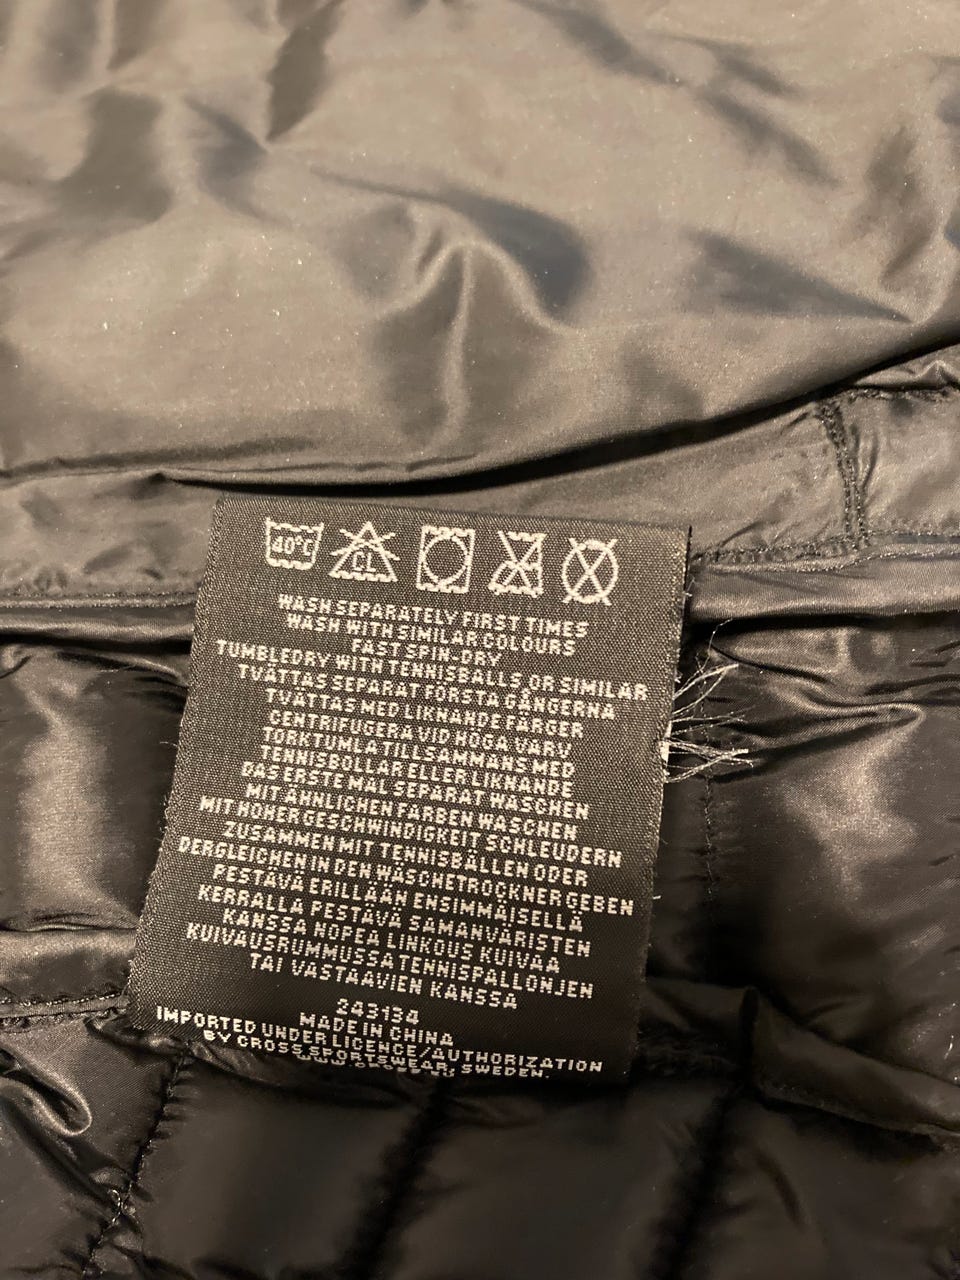 40°C CL
WASH SEPARATELY FIRST TIMES
WASH WITH SIMILAR COLOURS
FAST SPIN-DRY
TUMBLEDRY WITH TENNISBALLS OR SIMILAR
TVÄTTAS SEPARAT FÖRSTA GÅNGERNA
TVÄTTAS MED LIKNANDE FÄRGER
CENTRIFUGERA VID HÖGA VARV
TORKTUMLA TILLSAMMANS MED
TENNISBOLLAR ELLER LIKNANDE
DAS ERSTE MAL SEPARAT WASCHEN
MIT ÄHNLICHEN FARBEN WASCHEN
MIT HOHER GESCHWINDIGKEIT SCHLEUDERN
ZUSAMMEN MIT TENNISBÄLLEN ODER
DERGLEICHEN IN DEN WÄSCHETROCKNER GEBEN
PESTÄVÄ ERILLÄÄN ENSIMMÄISELLÄ
KERRALLA PESTÄVÄ SAMANVÄRISTEN
KANSSA NOPEA LINKOUS KUIVAA
KUIVAUSRUMMUSSA TENNISPALLONJEN
TAI VASTAAVIEN KANSSA
243134
MADE IN CHINA
IMPORTED UNDER LICENCE/AUTHORIZATION
BY CROSS SPORTSWEAR, SWEDEN.